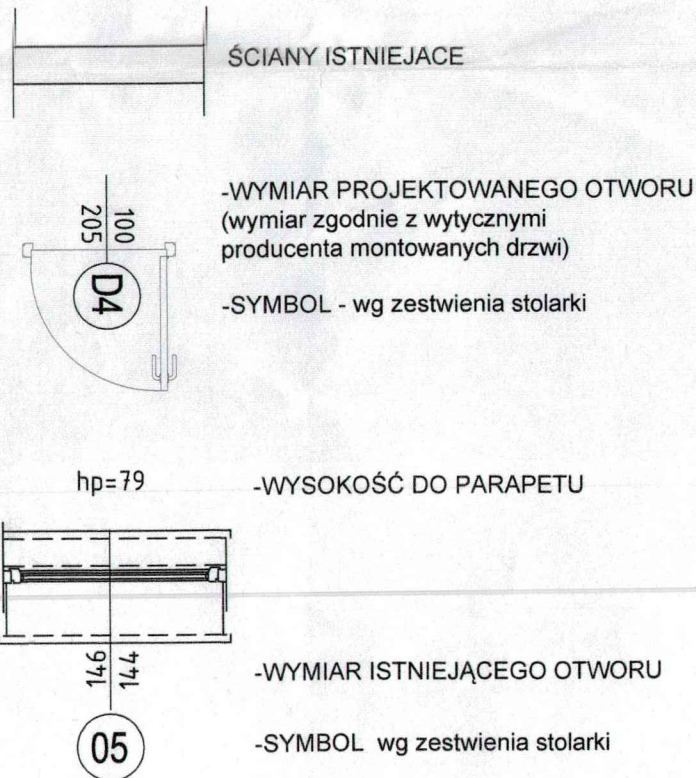 ŚCIANY ISTNIEJACE
-WYMIAR PROJEKTOWANEGO OTWORU
(wymiar zgodnie z wytycznymi
producenta montowanych drzwi)
100
205
D4
-SYMBOL - wg zestwienia stolarki
hp=79
-WYSOKOŚĆ DO PARAPETU
146
144
-WYMIAR ISTNIEJĄCEGO OTWORU
05
-SYMBOL wg zestwienia stolarki